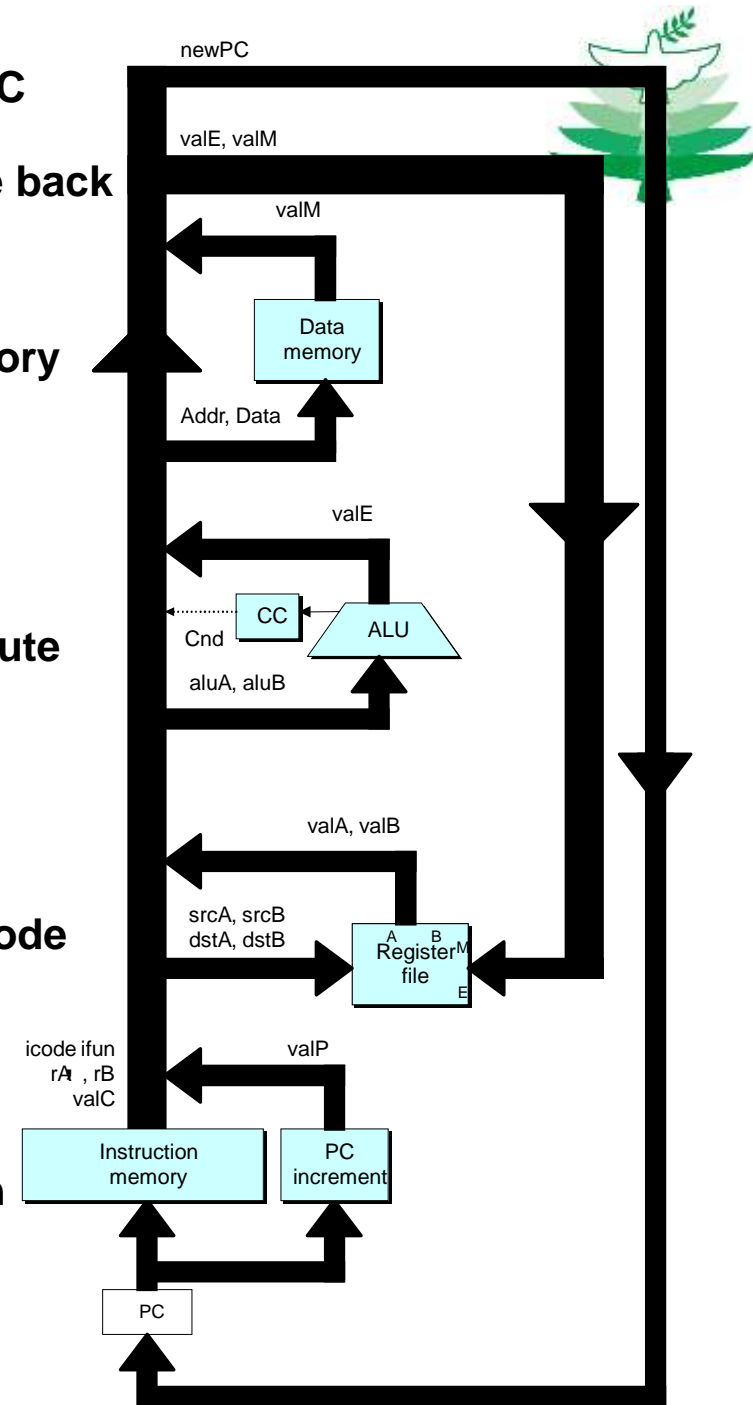 newPC
C
valE, valM
e back
valM
Data
memory
ory
Addr, Data
valE
CC
ALU
Cnd
ute
aluA, aluB
valA, valB
srcA, srcB
dstA, dstB
ode
A B
Register M
file
E
icode ifun
rA , rB
valC
valP
Instruction
memory
PC
increment
n
PC